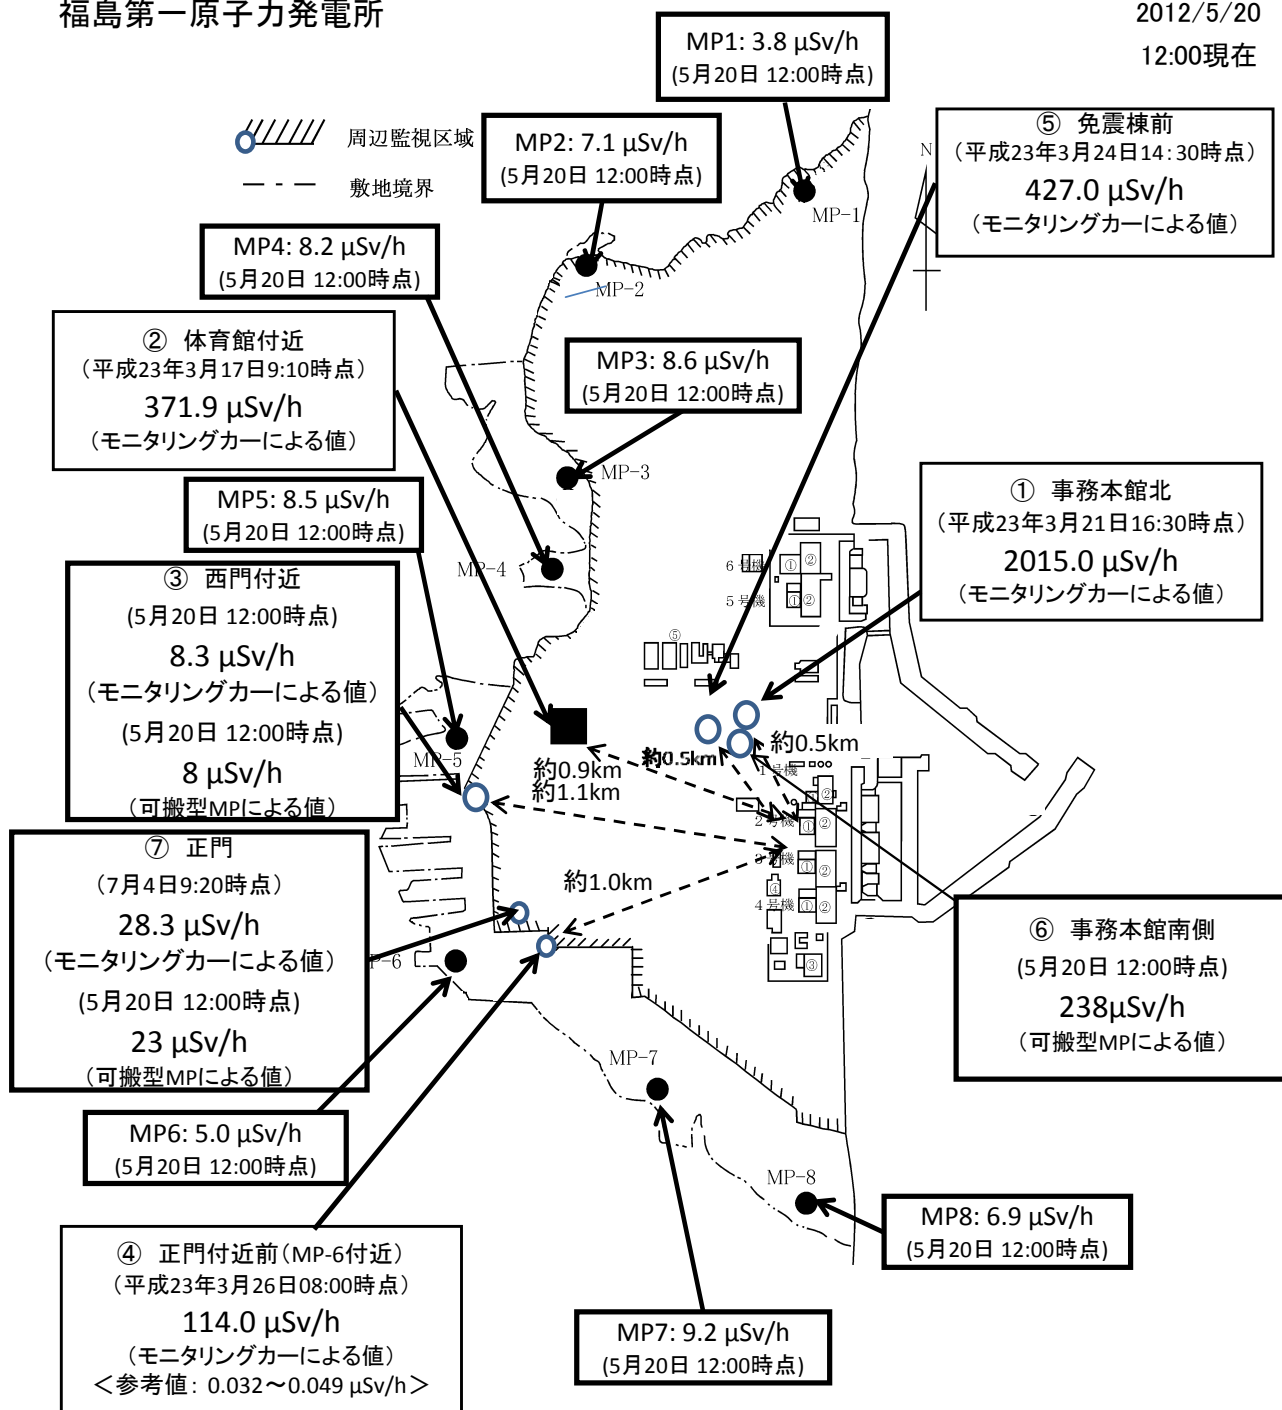 福島第一原子力発電所
2012/5/20
12:00現在
MP1: 3.8 μSv/h
(5月20日 12:00時点)
周辺監視区域
敷地境界
MP2: 7.1 μSv/h
(5月20日 12:00時点)
⑤ 免震棟前
(平成23年3月24日14:30時点)
427.0 μSv/h
(モニタリングカーによる値)
N
MP-1
MP4: 8.2 μSv/h
(5月20日 12:00時点)
MP-2
② 体育館付近
(平成23年3月17日9:10時点)
371.9 μSv/h
(モニタリングカーによる値)
MP3: 8.6 μSv/h
(5月20日 12:00時点)
MP-3
MP5: 8.5 μSv/h
(5月20日 12:00時点)
① 事務本館北
(平成23年3月21日16:30時点)
2015.0 μSv/h
(モニタリングカーによる値)
MP-4
6号機
① ②
5号機
① ②
③ 西門付近
(5月20日 12:00時点)
8.3 μSv/h
(モニタリングカーによる値)
(5月20日 12:00時点)
8 μSv/h
(可搬型MPによる値)
⑤
MP-5
約0.9km
約1.1km
約0.5km
約0.5km
1号機
②
2号機
① ②
3号機
① ②
④
4号機
① ②
③
約1.0km
⑦ 正門
(7月4日9:20時点)
28.3 μSv/h
(モニタリングカーによる値)
(5月20日 12:00時点)
23 μSv/h
(可搬型MPによる値)
P-6
⑥ 事務本館南側
(5月20日 12:00時点)
238μSv/h
(可搬型MPによる値)
MP-7
MP6: 5.0 μSv/h
(5月20日 12:00時点)
MP-8
MP8: 6.9 μSv/h
(5月20日 12:00時点)
④ 正門付近前(MP-6付近)
(平成23年3月26日08:00時点)
114.0 μSv/h
(モニタリングカーによる値)
<参考値: 0.032～0.049 μSv/h>
MP7: 9.2 μSv/h
(5月20日 12:00時点)